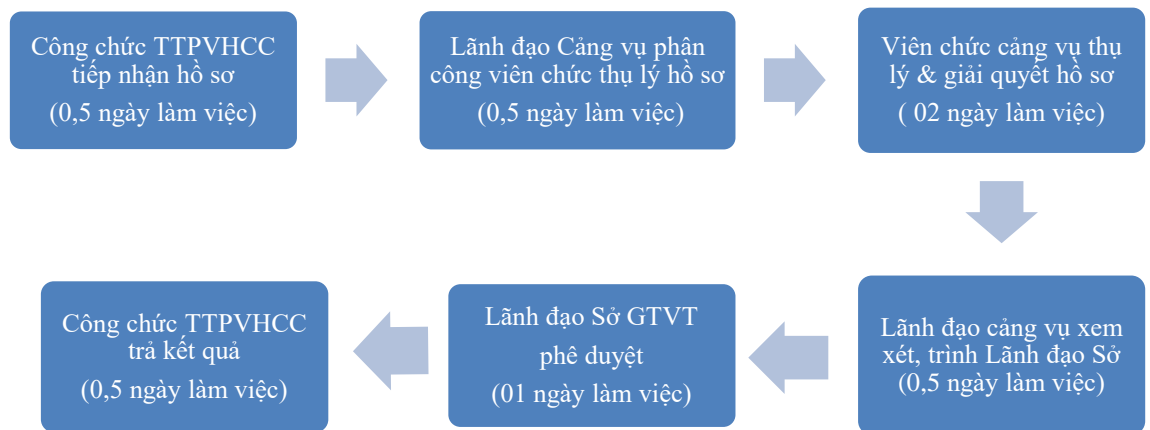 Công chức TTPVHCC
tiếp nhận hồ sơ
(0,5 ngày làm việc)
Lãnh đạo Cảng vụ phân
công viên chức thụ lý hồ sơ
(0,5 ngày làm việc)
Viên chức cảng vụ thụ
lý & giải quyết hồ sơ
( 02 ngày làm việc)
Lãnh đạo cảng vụ xem
xét, trình Lãnh đạo Sở
(0,5 ngày làm việc)
Lãnh đạo Sở GTVT
phê duyệt
(01 ngày làm việc)
Công chức TTPVHCC
trả kết quả
(0,5 ngày làm việc)